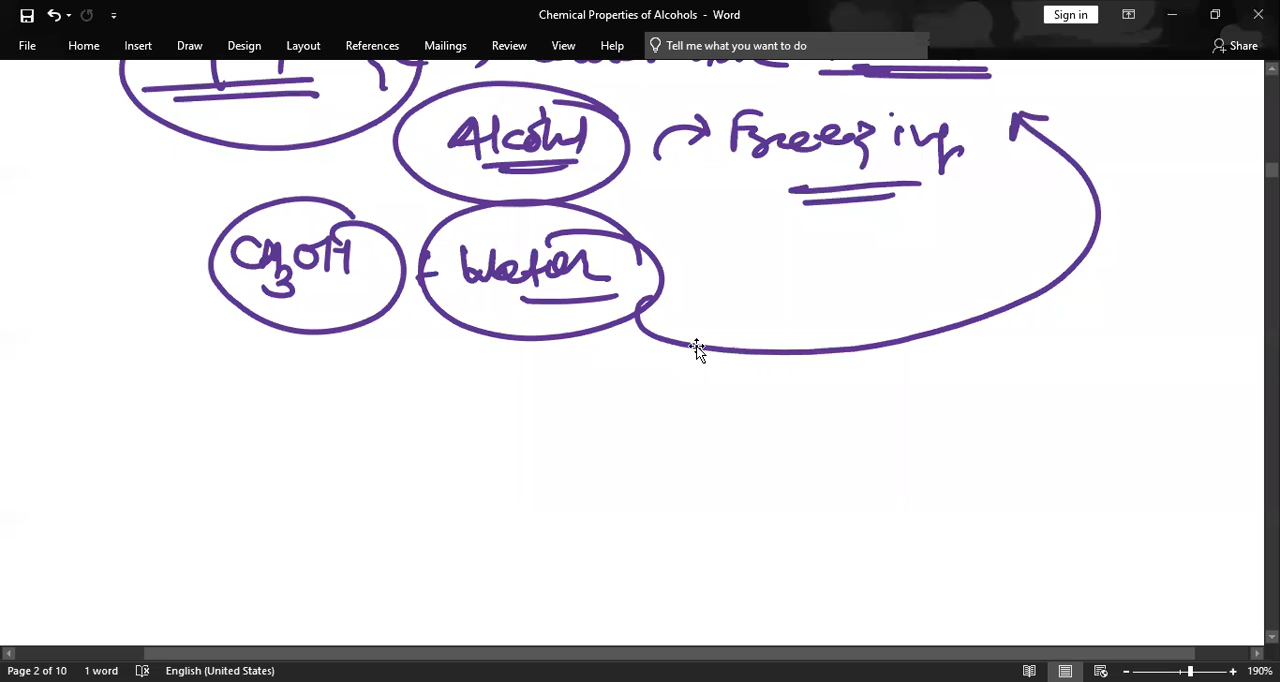 Chemical Properties of Alcohols - Word
Sign in
File Home Insert Draw Design Layout References Mailings Review View Help Tell me what you want to do Share
Alcohol → Freezing
CH3OH + Water
Page 2 of 10 1 word English (United States) 190%